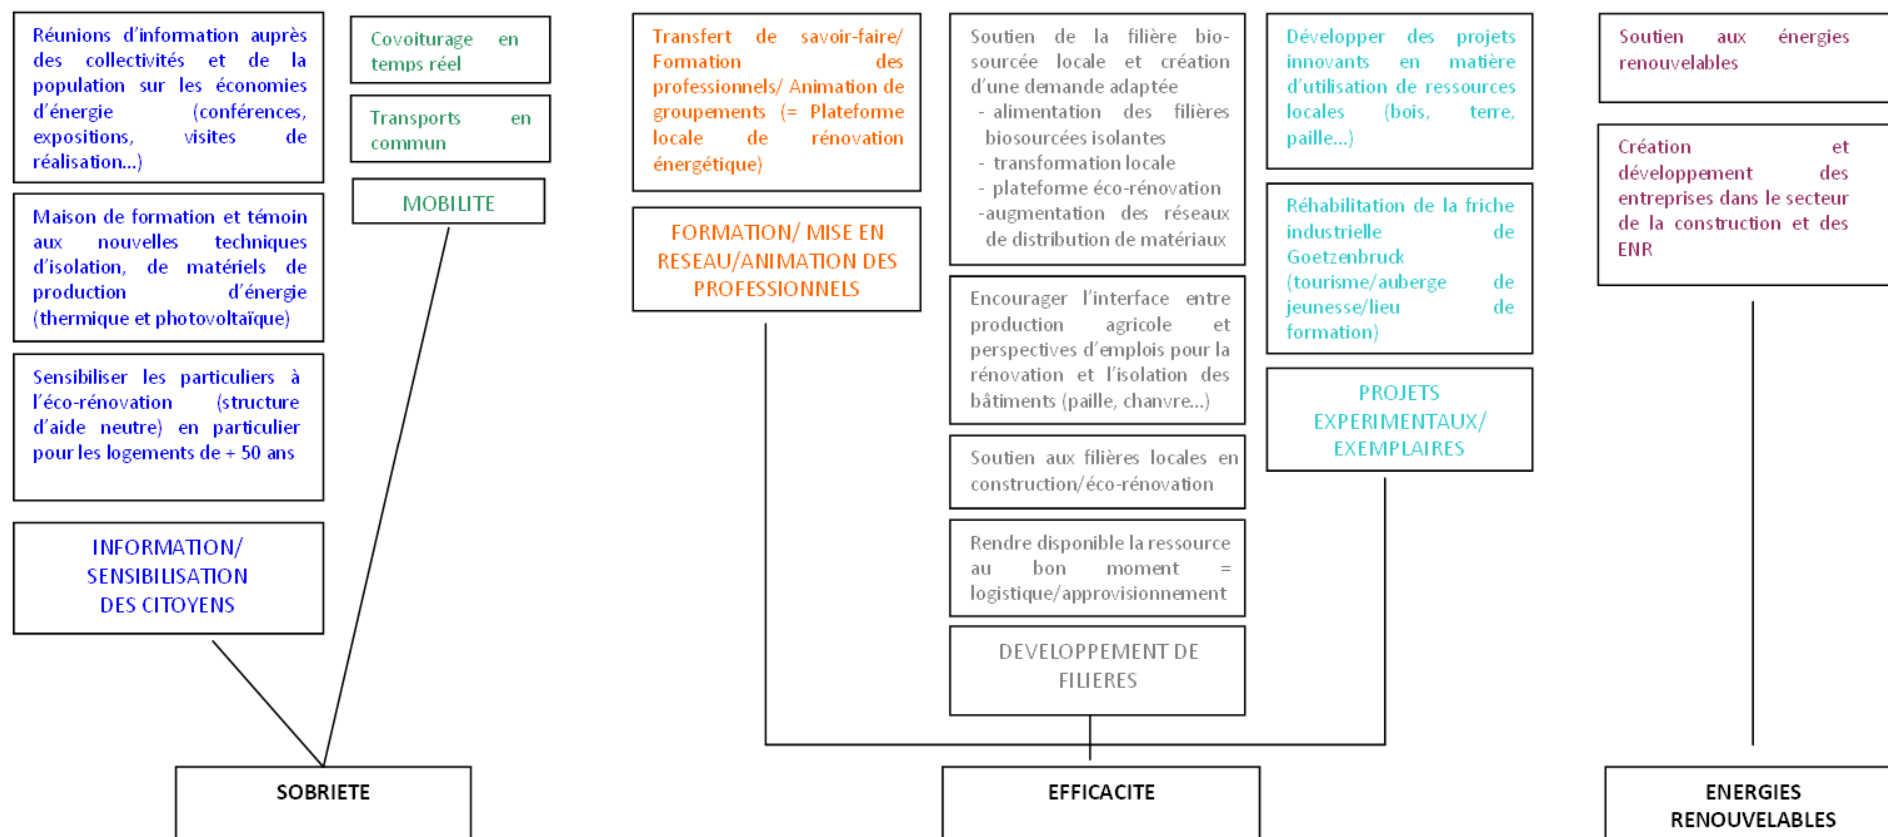 Réunions d'information auprès
des collectivités et de la
population sur les économies
d'énergie (conférences,
expositions, visites de
réalisation...)
Maison de formation et témoin
aux nouvelles techniques
d'isolation, de matériels de
production d'énergie
(thermique et photovoltaïque)
Sensibiliser les particuliers à
l'éco-rénovation (structure
d'aide neutre) en particulier
pour les logements de + 50 ans
INFORMATION/
SENSIBILISATION
DES CITOYENS
Covoiturage en
temps réel
Transports en
commun
MOBILITE
SOBRIETE
Transfert de savoir-faire/
Formation des
professionnels/ Animation de
groupements (= Plateforme
locale de rénovation
énergétique)
FORMATION/ MISE EN
RESEAU/ANIMATION DES
PROFESSIONNELS
Soutien de la filière bio-
sourcée locale et création
d'une demande adaptée
- alimentation des filières
biosourcées isolantes
- transformation locale
- plateforme éco-rénovation
-augmentation des réseaux
de distribution de matériaux
Encourager l'interface entre
production agricole et
perspectives d'emplois pour la
rénovation et l'isolation des
bâtiments (paille, chanvre...)
Soutien aux filières locales en
construction/éco-rénovation
Rendre disponible la ressource
au bon moment =
logistique/approvisionnement
DEVELOPPEMENT DE
FILIERES
Développer des projets
innovants en matière
d'utilisation de ressources
locales (bois, terre,
paille...)
Réhabilitation de la friche
industrielle de
Goetzenbruck
(tourisme/auberge de
jeunesse/lieu de
formation)
PROJETS
EXPERIMENTAUX/
EXEMPLAIRES
EFFICACITE
Soutien aux énergies
renouvelables
Création et
développement des
entreprises dans le secteur
de la construction et des
ENR
ENERGIES
RENOUVELABLES